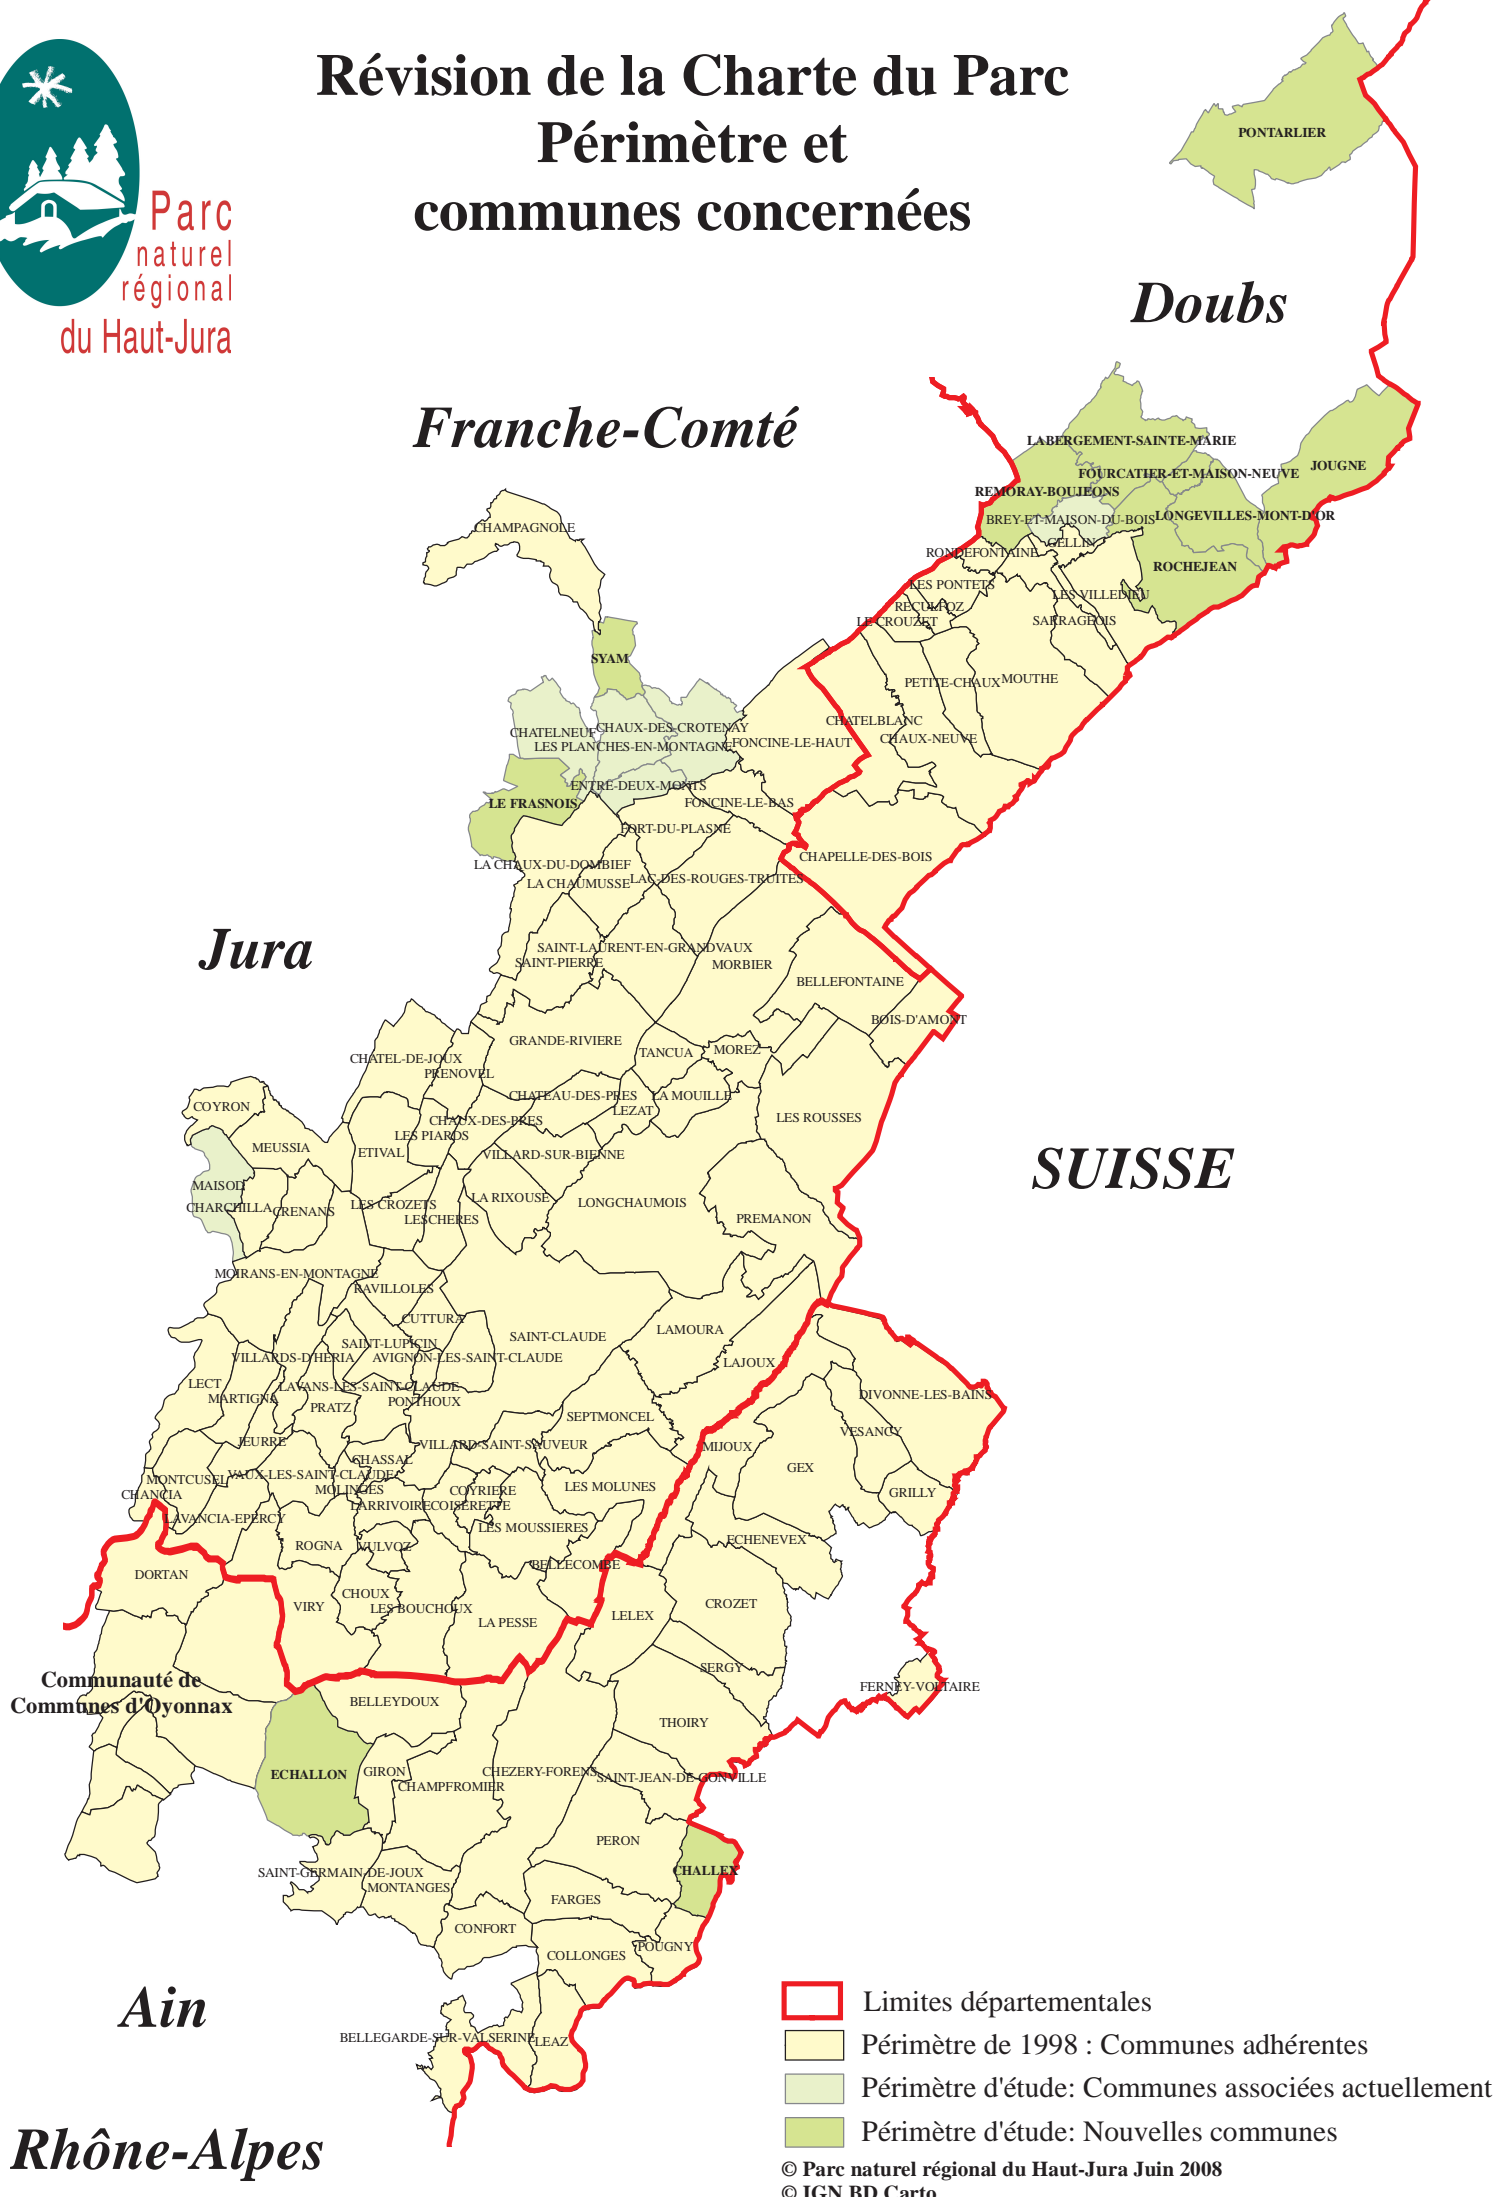 Révision de la Charte du Parc
Périmètre et
communes concernées
Parc
naturel
régional
du Haut-Jura
PONTARLIER
Doubs
Franche-Comté
LABERGEMENT-SAINTE-MARIE
JOUGNE
FOURCATIER-ET-MAISON-NEUVE
REMORAY-BOUJEONS
LONGEVILLES-MONT-D'OR
BREY-ET-MAISON-DU-BOIS
CHAMPAGNOLE
GELLIN
RONDEFONTAINE
ROCHEJEAN
LES PONTETS
LES VILLEDIEU
RECULFOZ
LE CROUZET
SARRAGEOIS
SYAM
PETITE-CHAUX
MOUTHE
CHATELBLANC
CHAUX-DES-CROTENAY
CHATELNEUF
CHAUX-NEUVE
FONCINE-LE-HAUT
LES PLANCHES-EN-MONTAGNE
ENTRE-DEUX-MONTS
LE FRASNOIS
FONCINE-LE-BAS
FORT-DU-PLASNE
CHAPELLE-DES-BOIS
LA CHAUX-DU-DOMBIEF
LAC-DES-ROUGES-TRUITES
LA CHAUMUSSE
Jura
SAINT-LAURENT-EN-GRANDVAUX
SAINT-PIERRE
MORBIER
BELLEFONTAINE
BOIS-D'AMONT
GRANDE-RIVIERE
TANCUA
MOREZ
CHATEL-DE-JOUX
PRENOVEL
CHATEAU-DES-PRES
LA MOUILLE
COYRON
LEZAT
LES ROUSSES
CHAUX-DES-PRES
LES PIARDS
MEUSSIA
ETIVAL
VILLARD-SUR-BIENNE
SUISSE
MAISOD
LA RIXOUSE
LONGCHAUMOIS
CHARCHILLA
CRENANS
LES CROZETS
LESCHERES
PREMANON
MOIRANS-EN-MONTAGNE
RAVILLOLES
CUTTURA
LAMOURA
SAINT-CLAUDE
SAINT-LUPICIN
VILLARDS-D'HERIA
AVIGNON-LES-SAINT-CLAUDE
LAJOUX
LECT
LAVANS-LES-SAINT-CLAUDE
DIVONNE-LES-BAINS
MARTIGNA
PONTHOUX
PRATZ
SEPTMONCEL
VESANCY
JEURRE
VILLARD-SAINT-SAUVEUR
MIJOUX
CHASSAL
GEX
VAUX-LES-SAINT-CLAUDE
MONTCUSEL
LES MOLUNES
MOLINGES
COYRIERE
GRILLY
CHANCIA
LARRIVOIRE
COISERETTE
LAVANCIA-EPERCY
LES MOUSSIERES
ECHENEVEX
ROGNA
VULVOZ
BELLECOMBE
DORTAN
CHOUX
CROZET
VIRY
LES BOUCHOUX
LELEX
LA PESSE
SERGY
Communauté de
Communes d'Oyonnax
FERNEY-VOLTAIRE
BELLEYDOUX
THOIRY
ECHALLON
GIRON
CHEZERY-FORENS
SAINT-JEAN-DE-GONVILLE
CHAMPFROMIER
PERON
CHALLEX
SAINT-GERMAIN-DE-JOUX
MONTANGES
FARGES
CONFORT
POUGNY
COLLONGES
Ain
BELLEGARDE-SUR-VALSERINE
LEAZ
Rhône-Alpes
Limites départementales
Périmètre de 1998 : Communes adhérentes
Périmètre d'étude: Communes associées actuellement
Périmètre d'étude: Nouvelles communes
© Parc naturel régional du Haut-Jura Juin 2008
© IGN BD Carto